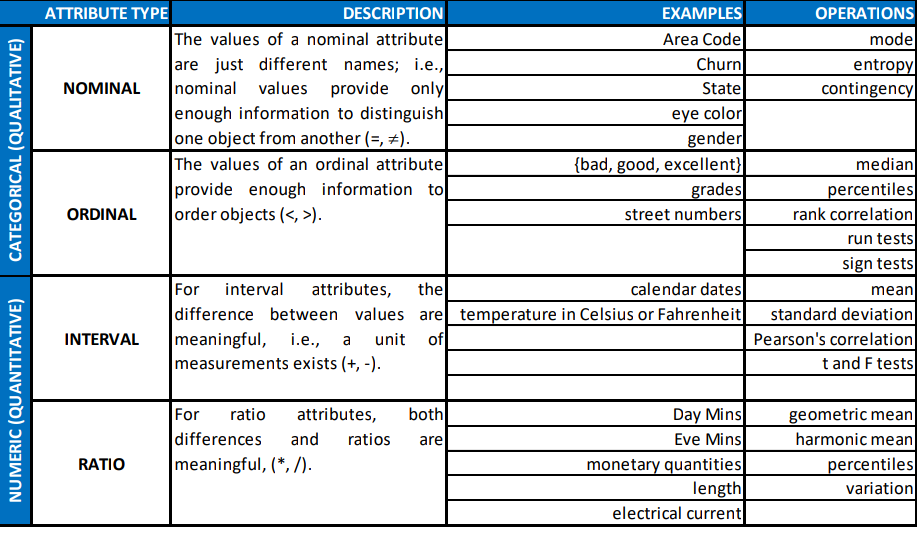 ATTRIBUTE TYPE DESCRIPTION EXAMPLES OPERATIONS
CATEGORICAL (QUALITATIVE)
NOMINAL
The values of a nominal attribute
are just different names; i.e.,
nominal values provide only
enough information to distinguish
one object from another (=, ≠).
Area Code
Churn
State
eye color
gender
mode
entropy
contingency
ORDINAL
The values of an ordinal attribute
provide enough information to
order objects (<, >).
{bad, good, excellent}
grades
street numbers
median
percentiles
rank correlation
run tests
sign tests
NUMERIC (QUANTITATIVE)
INTERVAL
For interval attributes, the
difference between values are
meaningful, i.e., a unit of
measurements exists (+, -).
calendar dates
temperature in Celsius or Fahrenheit
mean
standard deviation
Pearson's correlation
t and F tests
RATIO
For ratio attributes, both
differences and ratios are
meaningful, (*, /).
Day Mins
Eve Mins
monetary quantities
length
electrical current
geometric mean
harmonic mean
percentiles
variation